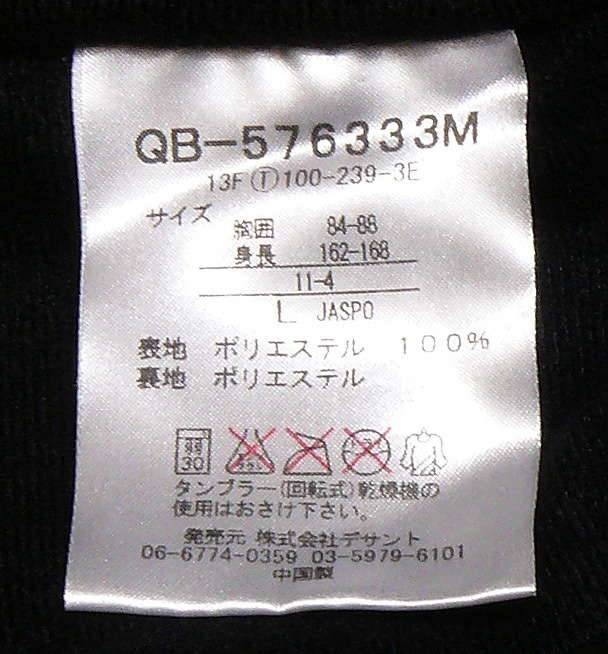 QB-576333M
13F Ⓣ100-239-3E
サイズ
胸囲 84-88
身長 162-168
11-4
L JASPO
表地 ポリエステル 100%
裏地 ポリエステル
弱 30
タンブラー(回転式)乾燥機の
使用はおさけ下さい。
発売元 株式会社デサント
06-6774-0359 03-5979-6101
中国製